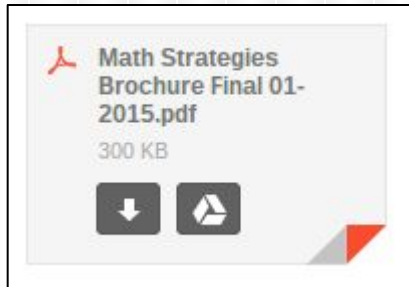 Math Strategies
Brochure Final 01-
2015.pdf
300 KB